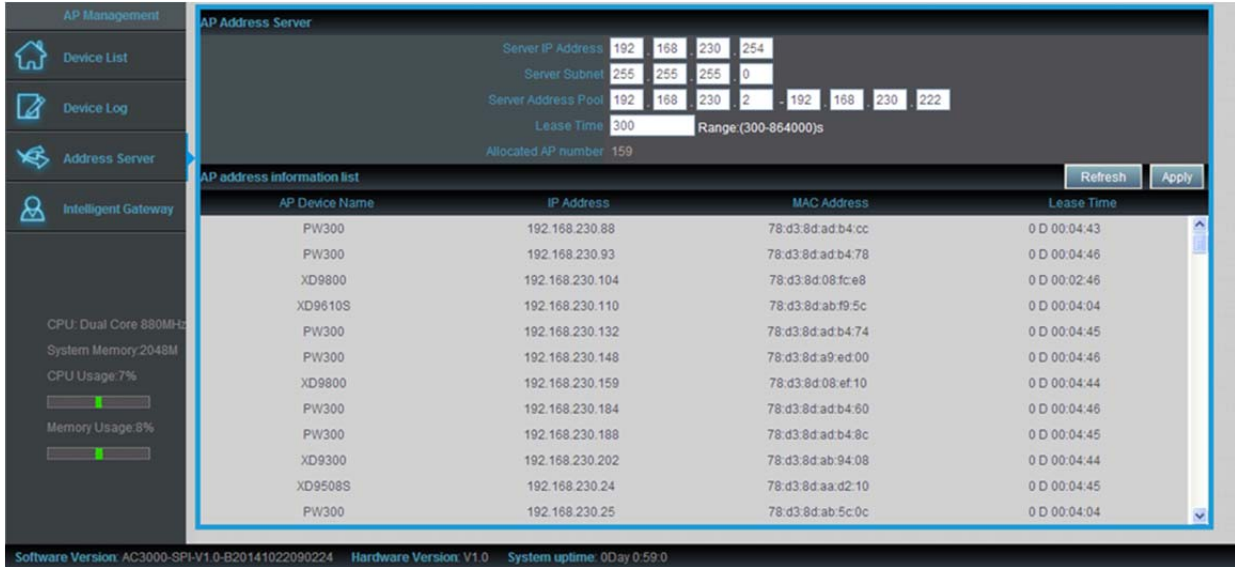 AP Management
Device List
Device Log
Address Server
Intelligent Gateway
CPU: Dual Core 880MHz
System Memory:2048M
CPU Usage:7%
Memory Usage:8%
AP Address Server
Server IP Address 192 . 168 . 230 . 254
Server Subnet 255 . 255 . 255 . 0
Server Address Pool 192 . 168 . 230 . 2 - 192 . 168 . 230 . 222
Lease Time 300 Range:(300-864000)s
Allocated AP number 159
AP address information list Refresh Apply
AP Device Name IP Address MAC Address Lease Time
PW300 192.168.230.88 78:d3:8d:ad:b4:cc 0 D 00:04:43
PW300 192.168.230.93 78:d3:8d:ad:b4:78 0 D 00:04:46
XD9800 192.168.230.104 78:d3:8d:08:fc:e8 0 D 00:02:46
XD9610S 192.168.230.110 78:d3:8d:ab:f9:5c 0 D 00:04:04
PW300 192.168.230.132 78:d3:8d:ad:b4:74 0 D 00:04:45
PW300 192.168.230.148 78:d3:8d:a9:ed:00 0 D 00:04:46
XD9800 192.168.230.159 78:d3:8d:08:ef:10 0 D 00:04:44
PW300 192.168.230.184 78:d3:8d:ad:b4:60 0 D 00:04:46
PW300 192.168.230.188 78:d3:8d:ad:b4:8c 0 D 00:04:45
XD9300 192.168.230.202 78:d3:8d:ab:94:08 0 D 00:04:44
XD9508S 192.168.230.24 78:d3:8d:aa:d2:10 0 D 00:04:45
PW300 192.168.230.25 78:d3:8d:ab:5c:0c 0 D 00:04:04
Software Version: AC3000-SPI-V1.0-B20141022090224 Hardware Version: V1.0 System uptime: 0Day 0:59:0